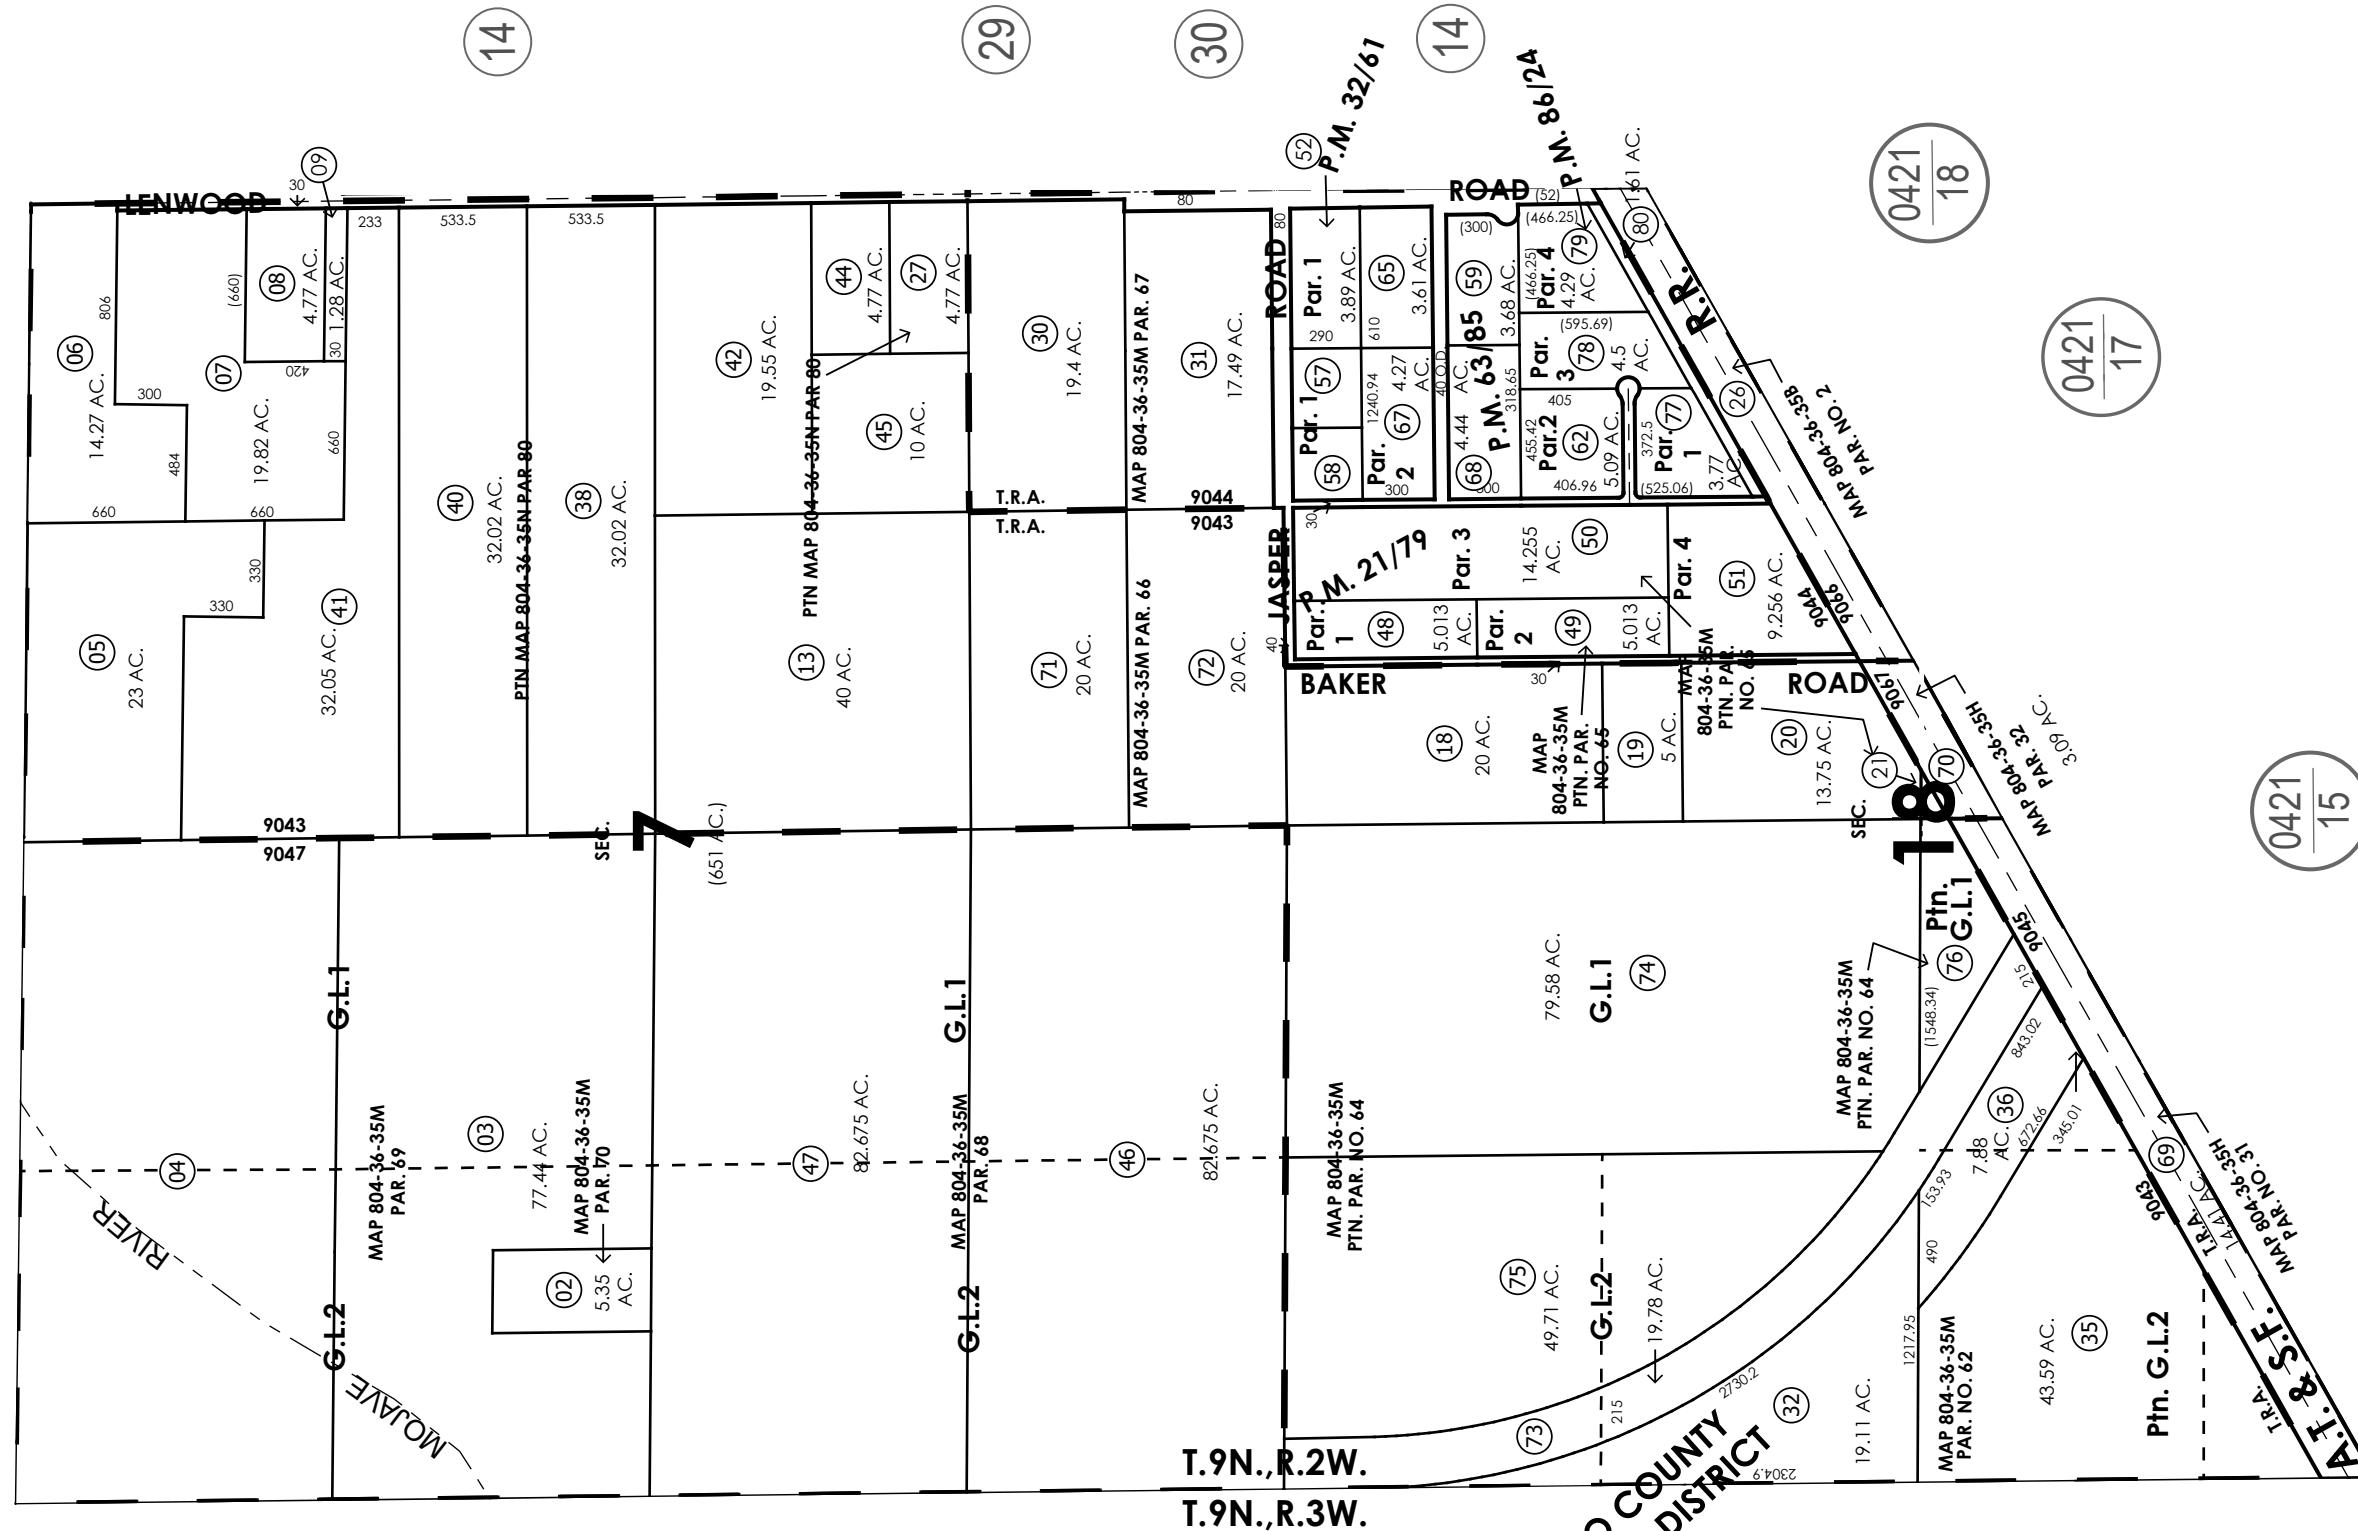 14
29
30
14
0421
18
0421
17
0421
15
LENWOOD
ROAD
30
09
06
14.27 AC.
806
300
484
660
07
19.82 AC.
(660)
08
4.77 AC.
30 1.28 AC.
420
660
660
233
533.5
533.5
05
23 AC.
330
330
41
32.05 AC.
40
32.02 AC.
PTN MAP 804-36-35N PAR 80
38
32.02 AC.
42
19.55 AC.
44
4.77 AC.
27
4.77 AC.
PTN MAP 804-36-35N PAR 80
45
10 AC.
13
40 AC.
30
19.4 AC.
MAP 804-36-35M PAR. 67
31
17.49 AC.
80
80
T.R.A.
9044
T.R.A.
9043
71
20 AC.
MAP 804-36-35M PAR. 66
72
20 AC.
JASPER
ROAD
40
52
P.M. 32/61
Par. 1
3.89 AC.
290
65
3.61 AC.
610
57
Par. 1
58
1240.94
4.27
AC.
67
Par.
2
300
40 O.D.
P.M. 63/85
(300)
59
3.68 AC.
4.44
AC.
68
300
318.65
P.M. 86/24
(52)
(466.25)
(466.25)
Par. 4
4.29
AC.
79
80
1.61 AC.
(595.69)
Par.
3
78
4.5
AC.
405
455.42
Par.2
62
5.09 AC.
406.96
372.5
Par.
1
77
3.77
AC.
(525.06)
R.R.
26
MAP 804-36-35B
PAR. NO. 2
30
P.M. 21/79
Par. 3
14.255
AC.
50
Par. 4
51
9.256 AC.
Par.
1
48
5.013
AC.
Par.
2
49
5.013
AC.
9044
9066
BAKER
ROAD
30
18
20 AC.
MAP
804-36-35M
PTN. PAR.
NO. 65
19
5 AC.
MAP
804-36-35M
PTN. PAR.
NO. 65
20
13.75 AC.
21
9067
70
MAP 804-36-35H
PAR. 32
3.09 AC.
SEC.
18
9043
9047
SEC.
7
(651 AC.)
G.L.1
G.L.1
04
RIVER
MOJAVE
MAP 804-36-35M
PAR. 69
03
77.44 AC.
MAP 804-36-35M
PAR. 70
02
5.35
AC.
G.L.2
47
82.675 AC.
MAP 804-36-35M
PAR. 68
G.L.2
46
82.675 AC.
79.58 AC.
G.L.1
74
MAP 804-36-35M
PTN. PAR. NO. 64
MAP 804-36-35M
PTN. PAR. NO. 64
Ptn.
G.L.1
76
(1548.34)
9045
215
843.02
36
7.88
AC.
672.66
345.01
153.93
490
75
49.71 AC.
G.L.2
19.78 AC.
73
215
2730.2
32
19.11 AC.
2304.9
1217.95
MAP 804-36-35M
PAR. NO. 62
43.59 AC.
35
Ptn. G.L.2
69
9043
T.R.A.
14.41 AC.
MAP 804-36-35H
PAR. NO. 31
T.R.A.
A.T. & S.F.
T.9N.,R.2W.
T.9N.,R.3W.
O COUNTY
DISTRICT